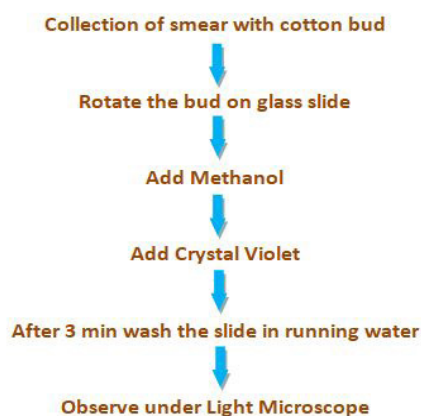 Collection of smear with cotton bud
Rotate the bud on glass slide
Add Methanol
Add Crystal Violet
After 3 min wash the slide in running water
Observe under Light Microscope